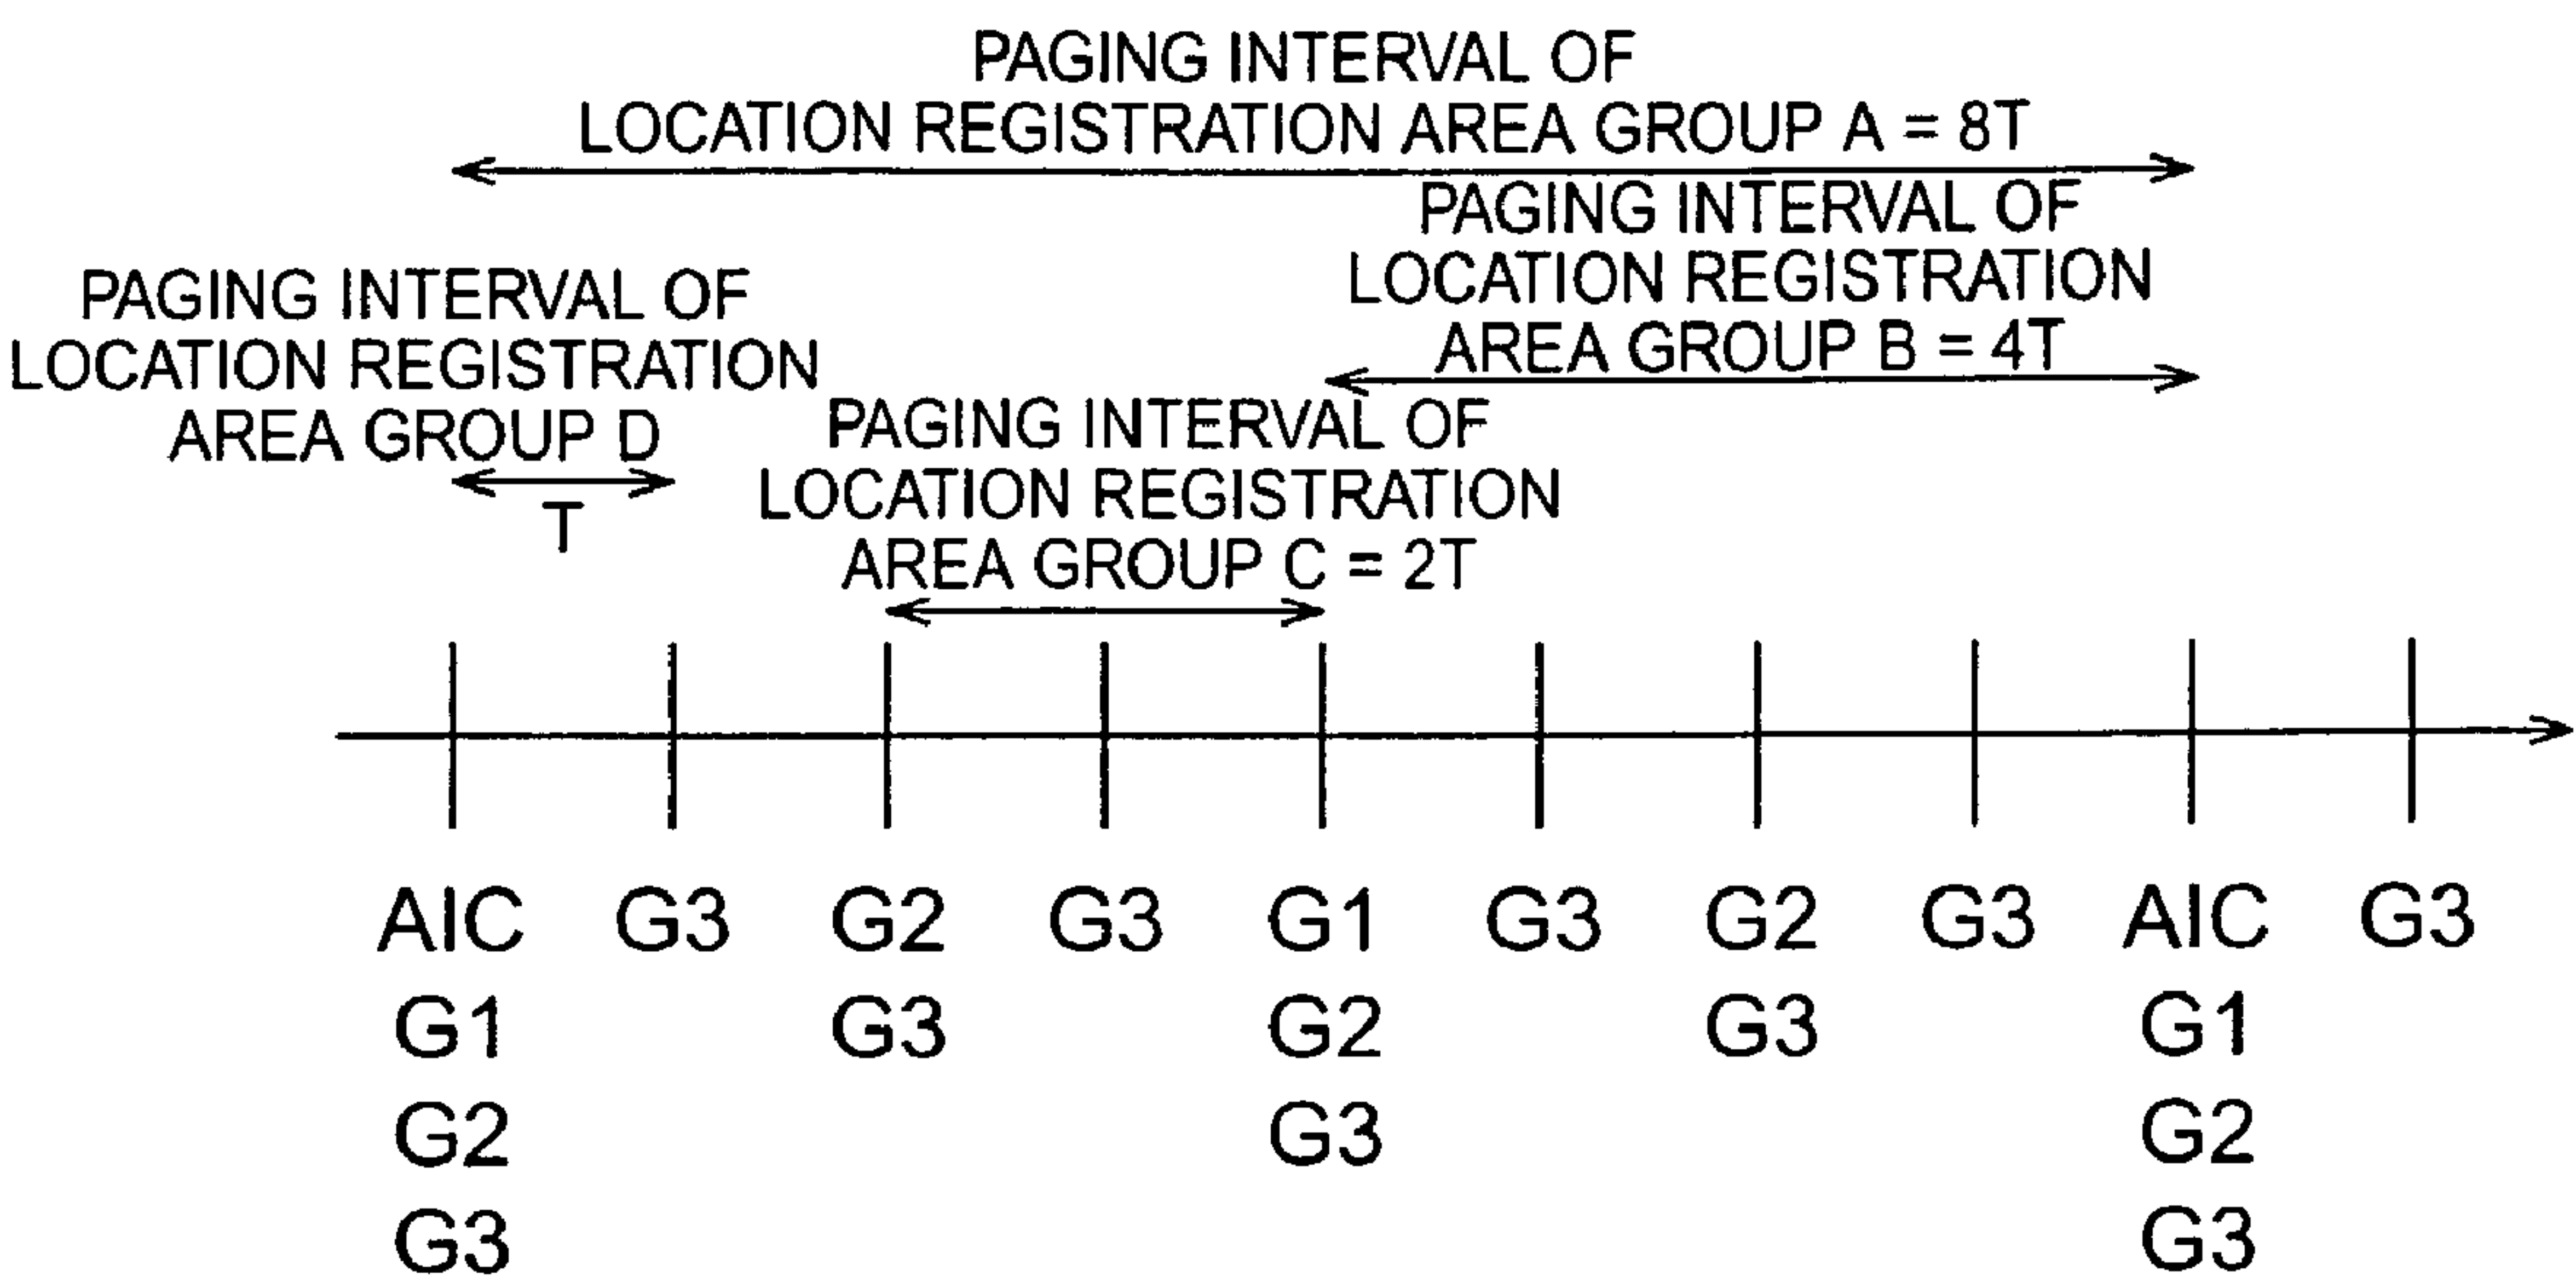 PAGING INTERVAL OF
LOCATION REGISTRATION AREA GROUP A = 8T
PAGING INTERVAL OF
LOCATION REGISTRATION
AREA GROUP B = 4T
PAGING INTERVAL OF
LOCATION REGISTRATION
AREA GROUP D
T
PAGING INTERVAL OF
LOCATION REGISTRATION
AREA GROUP C = 2T
AIC G3 G2 G3 G1 G3 G2 G3 AIC G3
G1 G3 G2 G3 G1
G2 G3 G2
G3 G3